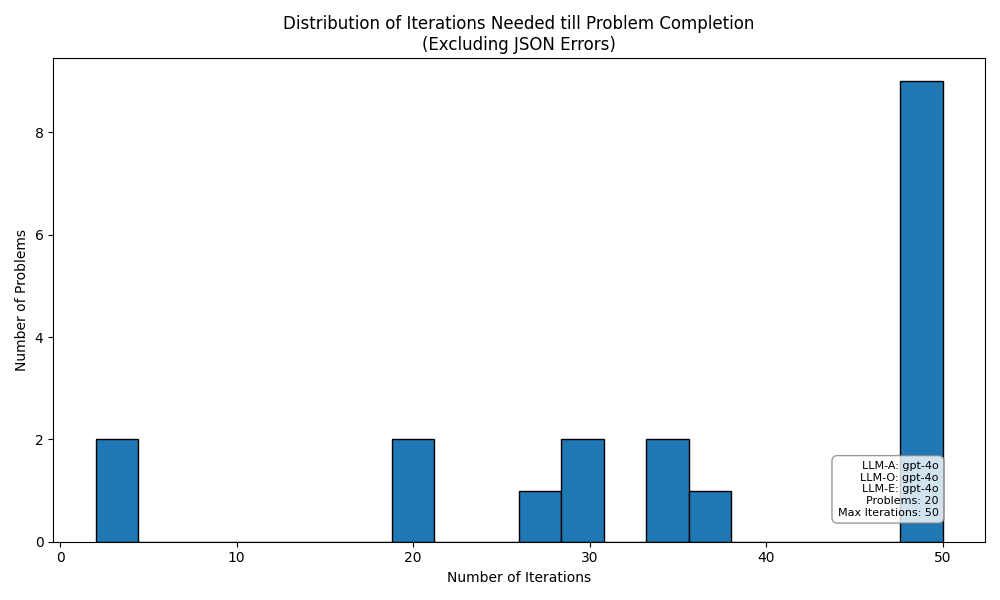 Distribution of Iterations Needed till Problem Completion
(Excluding JSON Errors)
Number of Problems
8
6
4
2
0
LLM-A: gpt-4o
LLM-O: gpt-4o
LLM-E: gpt-4o
Problems: 20
Max Iterations: 50
0 10 20 30 40 50
Number of Iterations